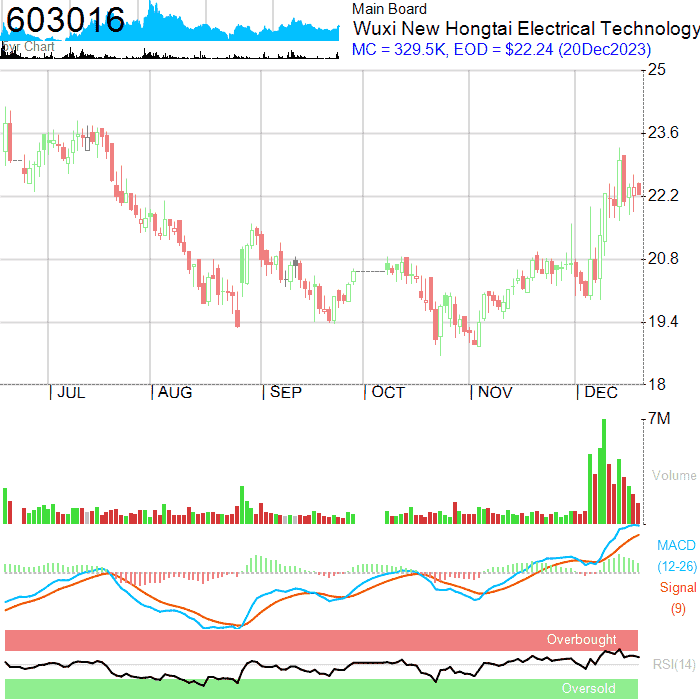 603016
Main Board
Wuxi New Hongtai Electrical Technology
MC = 329.5K, EOD = $22.24 (20Dec2023)
Chart
25
23.6
22.2
20.8
19.4
18
JUL
AUG
SEP
OCT
NOV
DEC
7M
Volume
MACD
(12-26)
Signal
(9)
Overbought
RSI(14)
Oversold